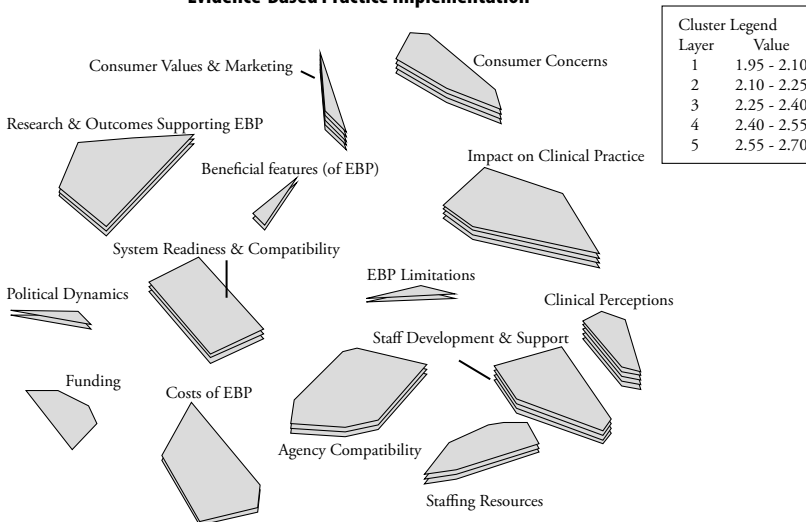 Evidence-Based Practice Implementation
Cluster Legend
Layer Value
1 1.95 - 2.10
2 2.10 - 2.25
3 2.25 - 2.40
4 2.40 - 2.55
5 2.55 - 2.70
Consumer Concerns
Consumer Values & Marketing
Research & Outcomes Supporting EBP
Beneficial features (of EBP)
Impact on Clinical Practice
System Readiness & Compatibility
EBP Limitations
Political Dynamics
Clinical Perceptions
Staff Development & Support
Funding
Costs of EBP
Agency Compatibility
Staffing Resources